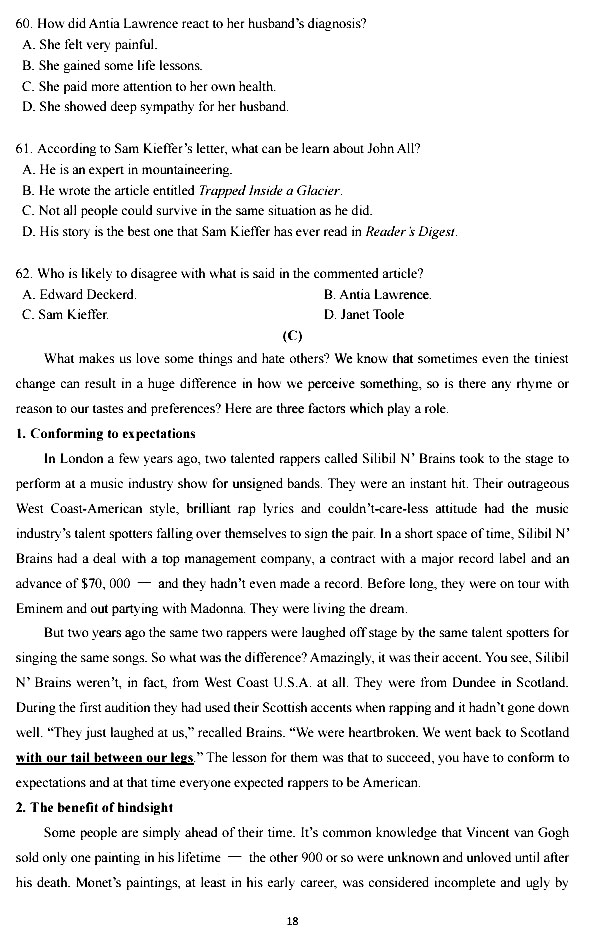 60. How did Antia Lawrence react to her husband's diagnosis?
A. She felt very painful.
B. She gained some life lessons.
C. She paid more attention to her own health.
D. She showed deep sympathy for her husband.
61. According to Sam Kieffer's letter, what can be learn about John All?
A. He is an expert in mountaineering.
B. He wrote the article entitled Trapped Inside a Glacier.
C. Not all people could survive in the same situation as he did.
D. His story is the best one that Sam Kieffer has ever read in Reader's Digest.
62. Who is likely to disagree with what is said in the commented article?
A. Edward Deckerd. B. Antia Lawrence.
C. Sam Kieffer. D. Janet Toole
(C)
What makes us love some things and hate others? We know that sometimes even the tiniest
change can result in a huge difference in how we perceive something, so is there any rhyme or
reason to our tastes and preferences? Here are three factors which play a role.
1. Conforming to expectations
In London a few years ago, two talented rappers called Silibil N' Brains took to the stage to
perform at a music industry show for unsigned bands. They were an instant hit. Their outrageous
West Coast-American style, brilliant rap lyrics and couldn't-care-less attitude had the music
industry's talent spotters falling over themselves to sign the pair. In a short space of time, Silibil N'
Brains had a deal with a top management company, a contract with a major record label and an
advance of $70, 000 — and they hadn't even made a record. Before long, they were on tour with
Eminem and out partying with Madonna. They were living the dream.
But two years ago the same two rappers were laughed off stage by the same talent spotters for
singing the same songs. So what was the difference? Amazingly, it was their accent. You see, Silibil
N' Brains weren't, in fact, from West Coast U.S.A. at all. They were from Dundee in Scotland.
During the first audition they had used their Scottish accents when rapping and it hadn't gone down
well. “They just laughed at us,” recalled Brains. “We were heartbroken. We went back to Scotland
with our tail between our legs.” The lesson for them was that to succeed, you have to conform to
expectations and at that time everyone expected rappers to be American.
2. The benefit of hindsight
Some people are simply ahead of their time. It's common knowledge that Vincent van Gogh
sold only one painting in his lifetime — the other 900 or so were unknown and unloved until after
his death. Monet's paintings, at least in his early career, was considered incomplete and ugly by
18